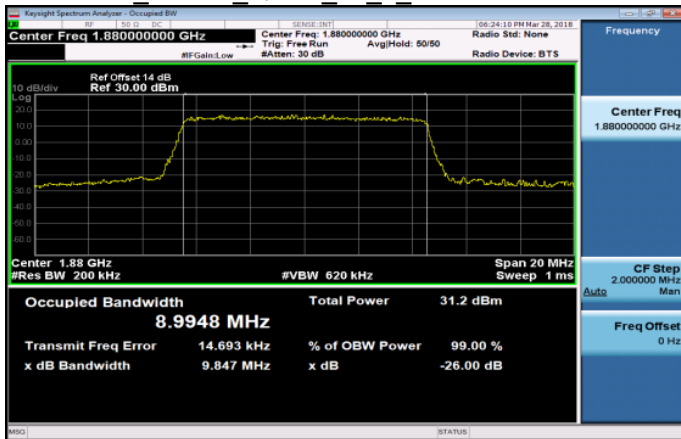 Keysight Spectrum Analyzer - Occupied BW
RF 50 Ω DC SENSE:INT 06:24:10 PM Mar 28, 2018
Center Freq 1.880000000 GHz
Center Freq: 1.880000000 GHz
Radio Std: None
Trig: Free Run Avg|Hold: 50/50
#IFGain:Low #Atten: 30 dB Radio Device: BTS
Ref Offset 14 dB
10 dB/div Ref 30.00 dBm
Log
20.0
10.0
0.00
-10.0
-20.0
-30.0
-40.0
-50.0
-60.0
Center 1.88 GHz Span 20 MHz
#Res BW 200 kHz #VBW 620 kHz Sweep 1 ms
Occupied Bandwidth Total Power 31.2 dBm
8.9948 MHz
Transmit Freq Error 14.693 kHz % of OBW Power 99.00 %
x dB Bandwidth 9.847 MHz x dB -26.00 dB
MSG STATUS
Frequency
Center Freq
1.880000000 GHz
CF Step
2.000000 MHz
Auto Man
Freq Offset
0 Hz